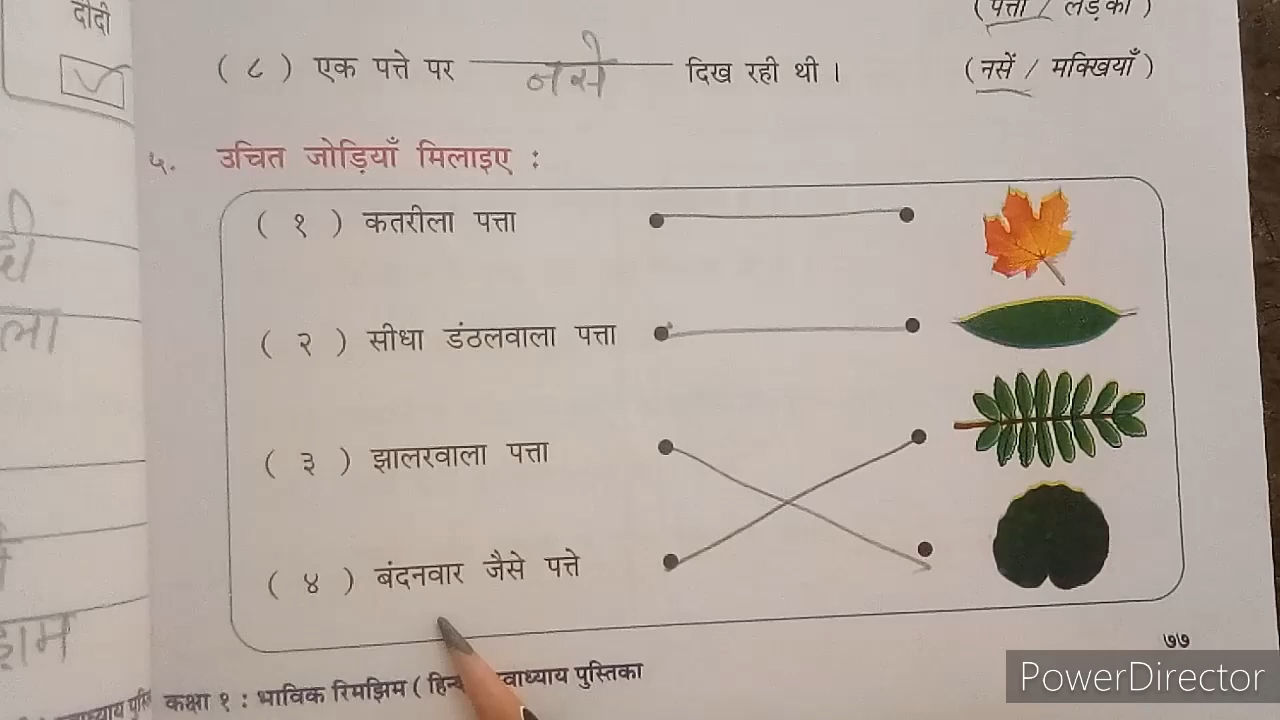 दीदी
(पत्ता / लड़का)
(८) एक पत्ते पर नसे दिख रही थी । (नसें / मक्खियाँ)
५. उचित जोड़ियाँ मिलाइए :
(१) कतरीला पत्ता
(२) सीधा डंठलवाला पत्ता
(३) झालरवाला पत्ता
(४) बंदनवार जैसे पत्ते
ला
७७
कक्षा १ : भाविक रिमझिम (हिन्दी स्वाध्याय पुस्तिका
PowerDirector